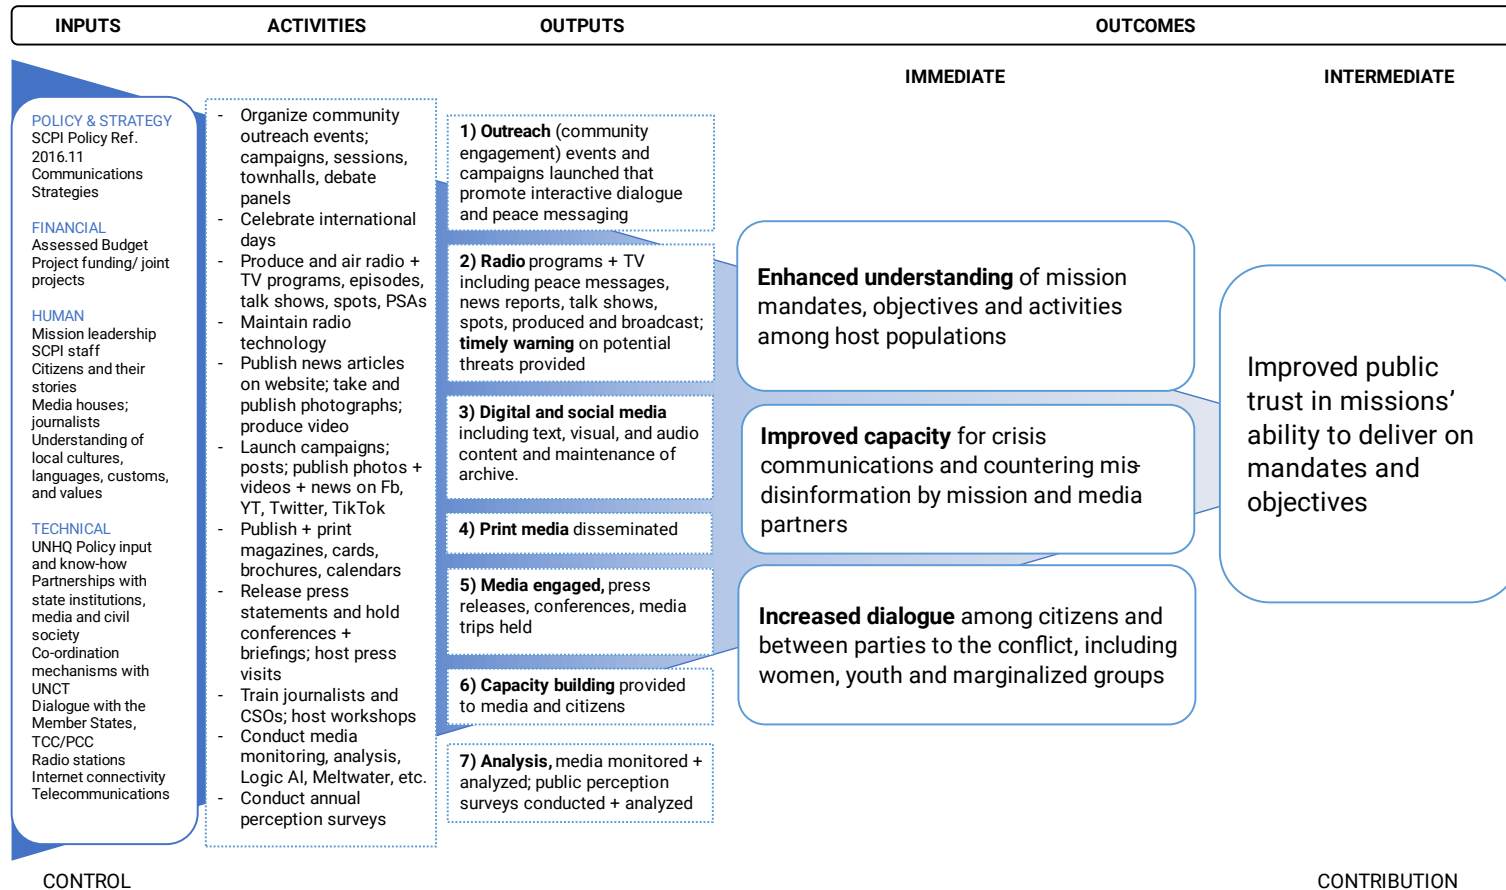 INPUTS
ACTIVITIES
OUTPUTS
OUTCOMES
IMMEDIATE
INTERMEDIATE
POLICY & STRATEGY
SCPI Policy Ref.
2016.11
Communications
Strategies
FINANCIAL
Assessed Budget
Project funding/ joint
projects
HUMAN
Mission leadership
SCPI staff
Citizens and their
stories
Media houses;
journalists
Understanding of
local cultures,
languages, customs,
and values
TECHNICAL
UNHQ Policy input
and know-how
Partnerships with
state institutions,
media and civil
society
Co-ordination
mechanisms with
UNCT
Dialogue with the
Member States,
TCC/PCC
Radio stations
Internet connectivity
Telecommunications
- Organize community
outreach events;
campaigns, sessions,
townhalls, debate
panels
- Celebrate international
days
- Produce and air radio +
TV programs, episodes,
talk shows, spots, PSAs
- Maintain radio
technology
- Publish news articles
on website; take and
publish photographs;
produce video
- Launch campaigns;
posts; publish photos +
videos + news on Fb,
YT, Twitter, TikTok
- Publish + print
magazines, cards,
brochures, calendars
- Release press
statements and hold
conferences +
briefings; host press
visits
- Train journalists and
CSOs; host workshops
- Conduct media
monitoring, analysis,
Logic AI, Meltwater, etc.
- Conduct annual
perception surveys
1) Outreach (community
engagement) events and
campaigns launched that
promote interactive dialogue
and peace messaging
2) Radio programs + TV
including peace messages,
news reports, talk shows,
spots, produced and broadcast;
timely warning on potential
threats provided
3) Digital and social media
including text, visual, and audio
content and maintenance of
archive.
4) Print media disseminated
5) Media engaged, press
releases, conferences, media
trips held
6) Capacity building provided
to media and citizens
7) Analysis, media monitored +
analyzed; public perception
surveys conducted + analyzed
Enhanced understanding of mission
mandates, objectives and activities
among host populations
Improved capacity for crisis
communications and countering mis-
disinformation by mission and media
partners
Increased dialogue among citizens and
between parties to the conflict, including
women, youth and marginalized groups
Improved public
trust in missions’
ability to deliver on
mandates and
objectives
CONTROL
CONTRIBUTION